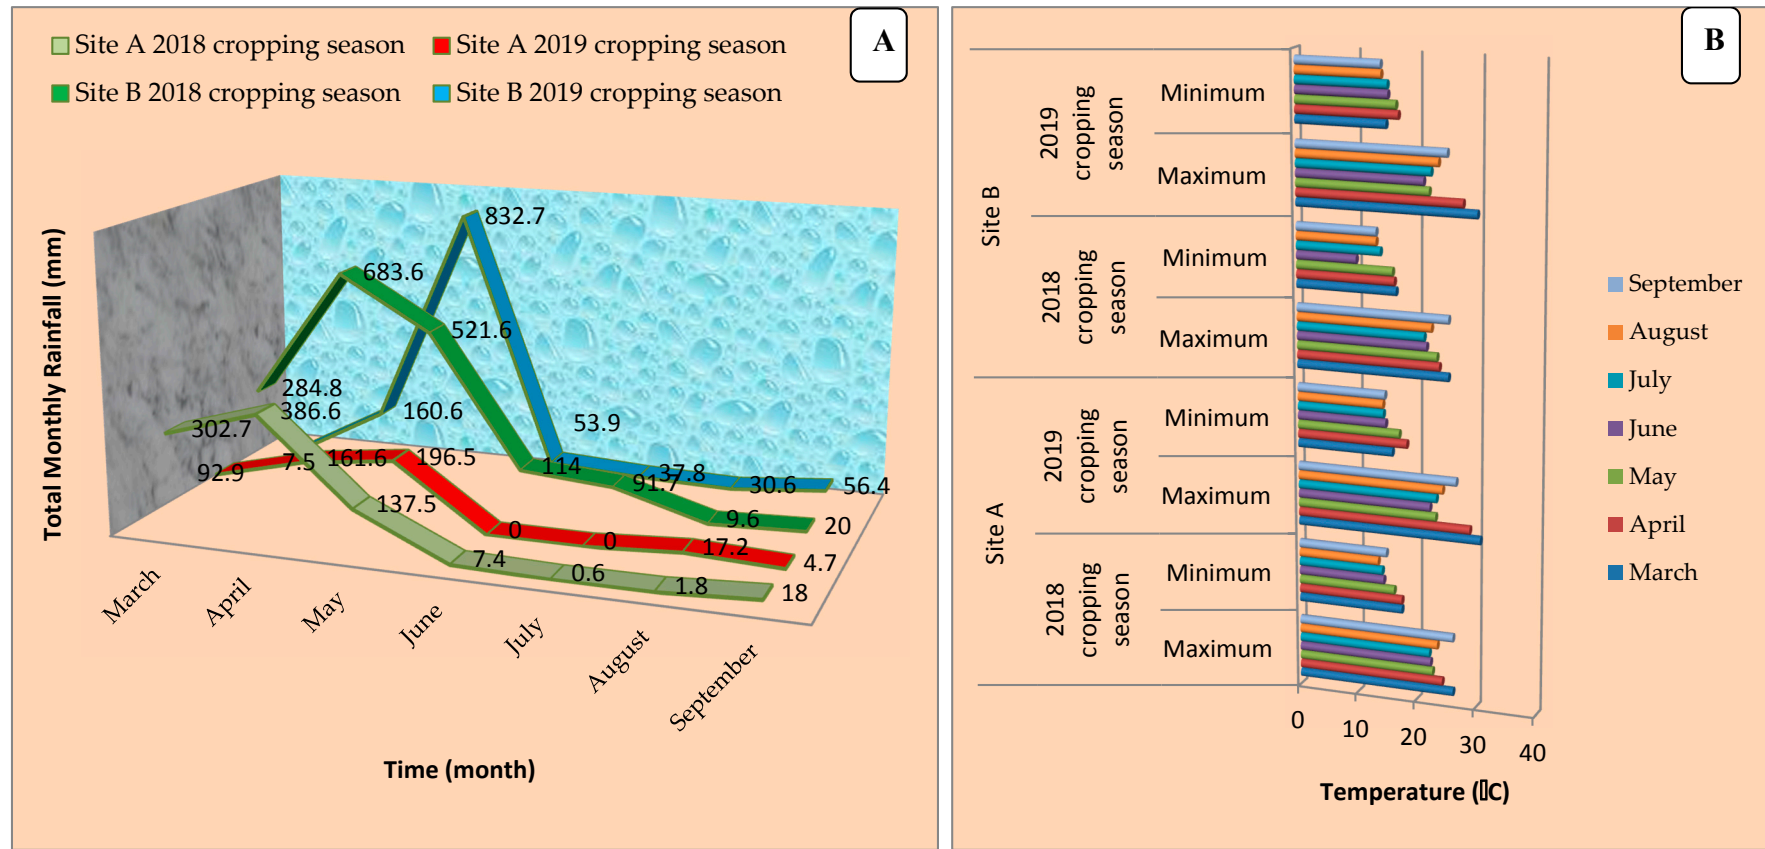 A
Site A 2018 cropping season
Site A 2019 cropping season
Site B 2018 cropping season
Site B 2019 cropping season
Total Monthly Rainfall (mm)
832.7
683.6
521.6
284.8
386.6
160.6
302.7
53.9
92.9
7.5
161.6
196.5
114
91.7
37.8
30.6
56.4
137.5
9.6
20
0
0
17.2
4.7
7.4
0.6
1.8
18
March
April
May
June
July
August
September
Time (month)
B
Site B
2019
cropping
season
Minimum
Maximum
2018
cropping
season
Minimum
Maximum
Site A
2019
cropping
season
Minimum
Maximum
2018
cropping
season
Minimum
Maximum
0
10
20
30
40
Temperature (▯C)
September
August
July
June
May
April
March